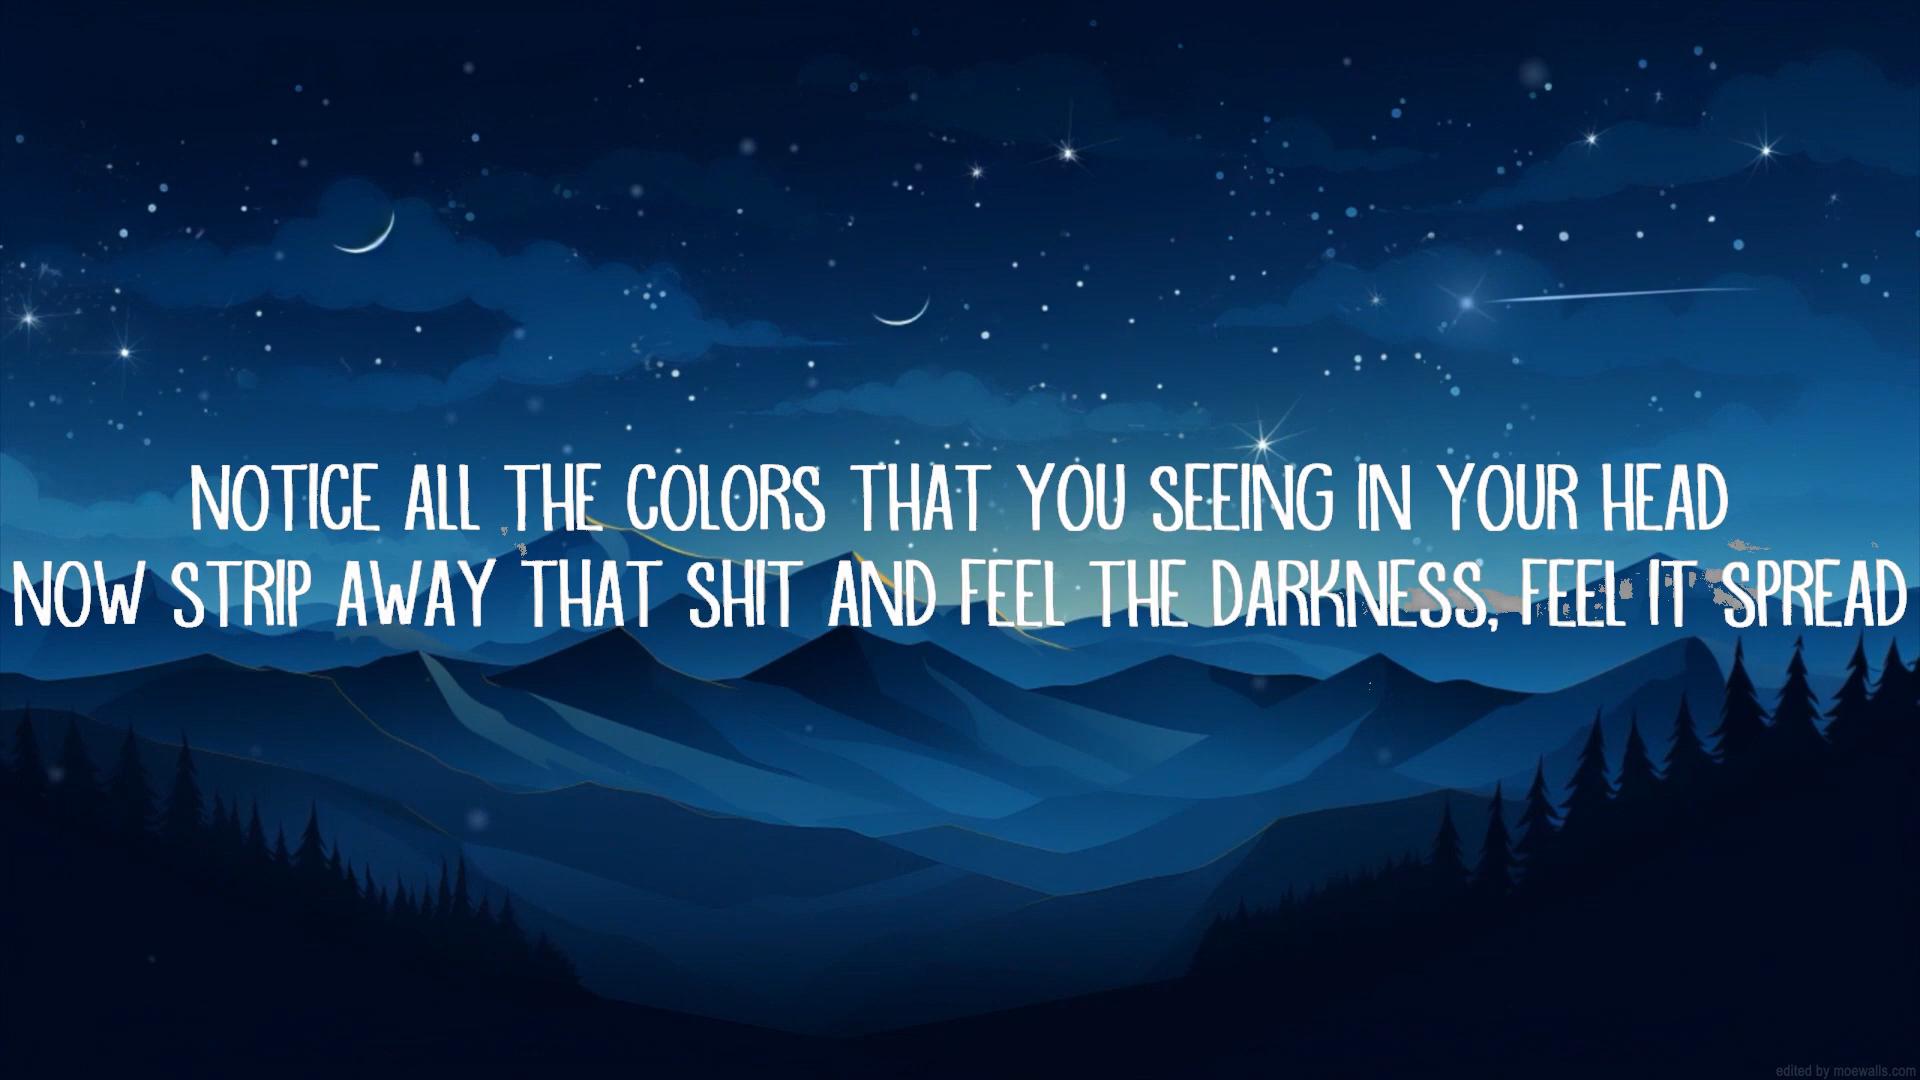 NOTICE ALL THE COLORS THAT YOU SEEING IN YOUR HEAD
NOW STRIP AWAY THAT SHIT AND FEEL THE DARKNESS, FEEL IT SPREAD
edited by moewalls.com